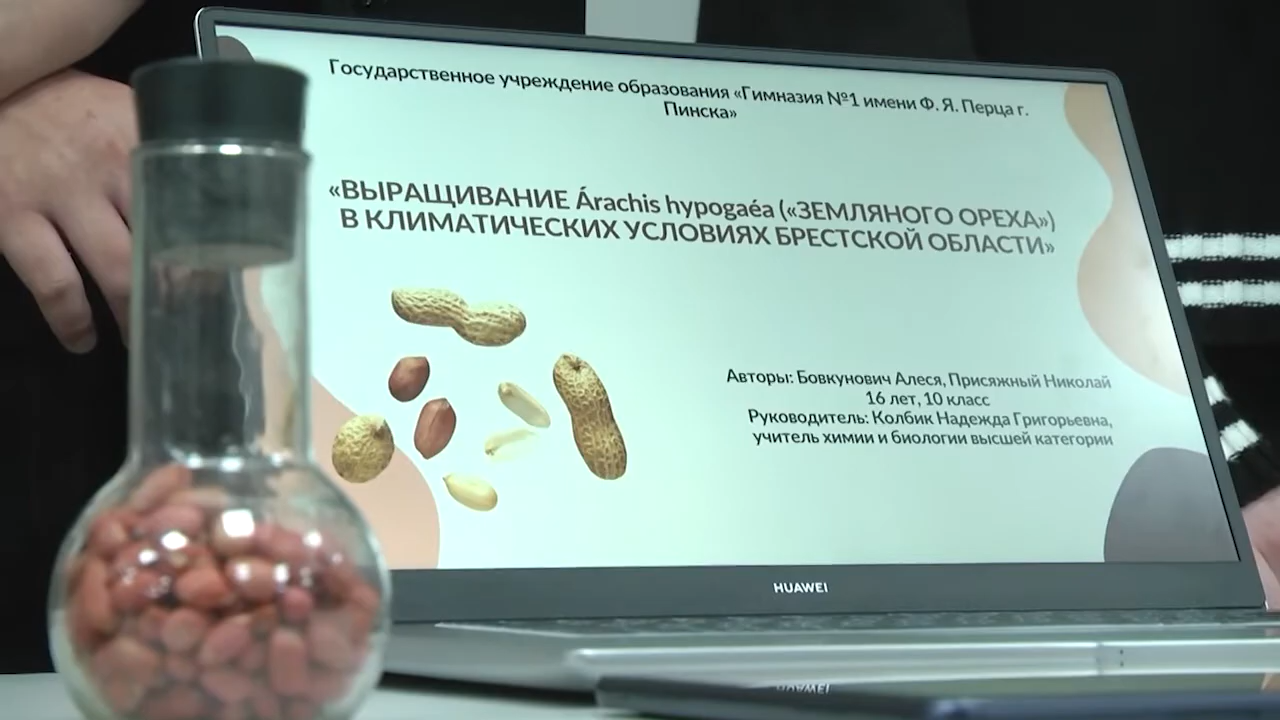 Государственное учреждение образования «Гимназия №1 имени Ф. Я. Перца г.
Пинска»
«ВЫРАЩИВАНИЕ Árachis hypogaéa («ЗЕМЛЯНОГО ОРЕХА»)
В КЛИМАТИЧЕСКИХ УСЛОВИЯХ БРЕСТСКОЙ ОБЛАСТИ»
Авторы: Бовкунович Алеся, Присяжный Николай
16 лет, 10 класс
Руководитель: Колбик Надежда Григорьевна,
учитель химии и биологии высшей категории
HUAWEI